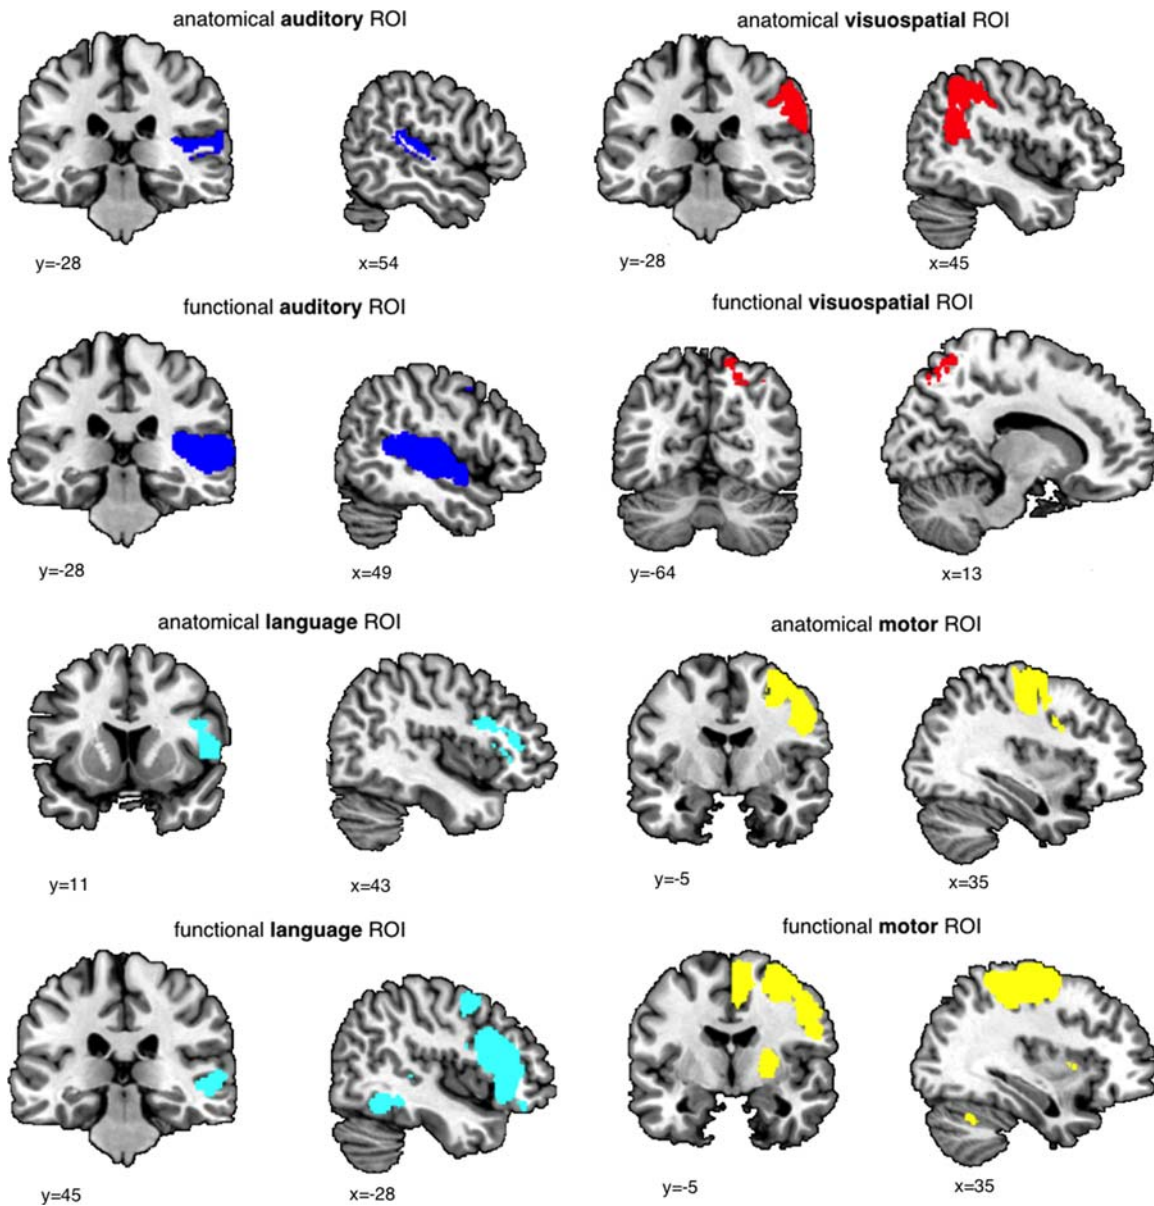 anatomical auditory ROI
anatomical visuospatial ROI
y=-28
x=54
y=-28
x=45
functional auditory ROI
functional visuospatial ROI
y=-28
x=49
y=-64
x=13
anatomical language ROI
anatomical motor ROI
y=11
x=43
y=-5
x=35
functional language ROI
functional motor ROI
y=45
x=-28
y=-5
x=35